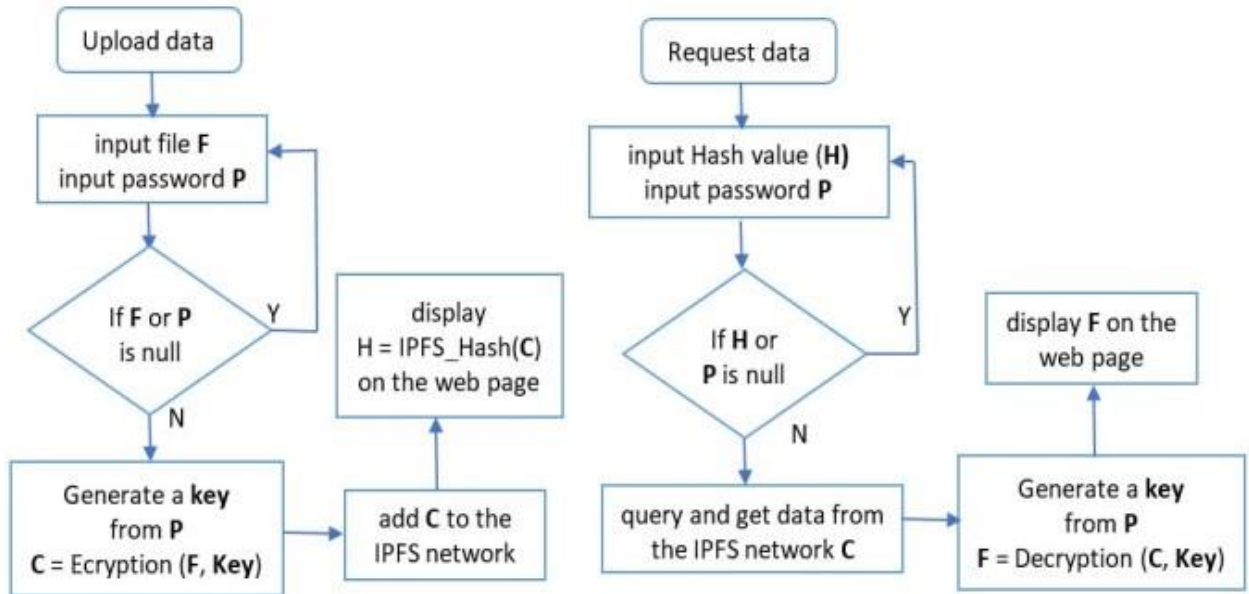 Upload data
input file F
input password P
If F or P
is null
Y
N
Generate a key
from P
C = Ecryption (F, Key)
add C to the
IPFS network
display
H = IPFS_Hash(C)
on the web page
Request data
input Hash value (H)
input password P
If H or
P is null
Y
N
query and get data from
the IPFS network C
Generate a key
from P
F = Decryption (C, Key)
display F on the
web page